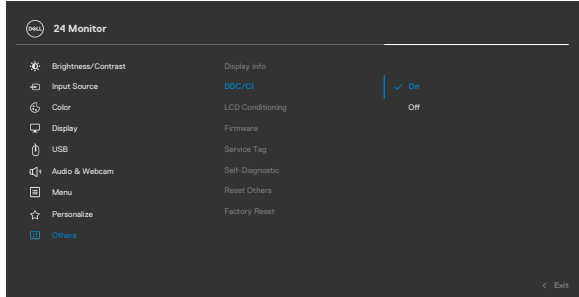 DELL 24 Monitor
Brightness/Contrast Display Info
Input Source DDC/CI On
Color LCD Conditioning Off
Display Firmware
USB Service Tag
Audio & Webcam Self-Diagnostic
Menu Reset Others
Personalize Factory Reset
Others
Exit